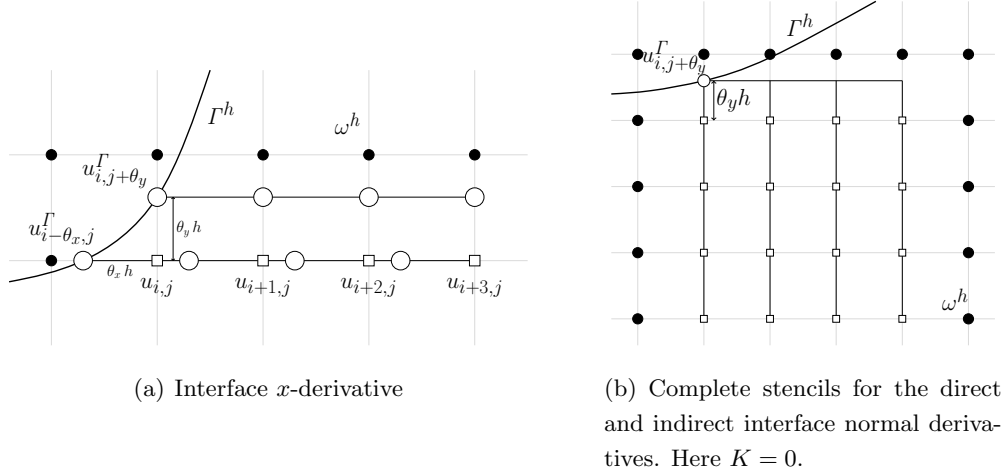 Γ^h
ω^h
u^Γ_{i,j+θ_y}
u^Γ_{i−θ_x,j}
θ_y h
θ_x h
u_{i,j} u_{i+1,j} u_{i+2,j} u_{i+3,j}
(a) Interface x-derivative
Γ^h
u^Γ_{i,j+θ_y}
θ_y h
ω^h
(b) Complete stencils for the direct
and indirect interface normal deriva-
tives. Here K = 0.